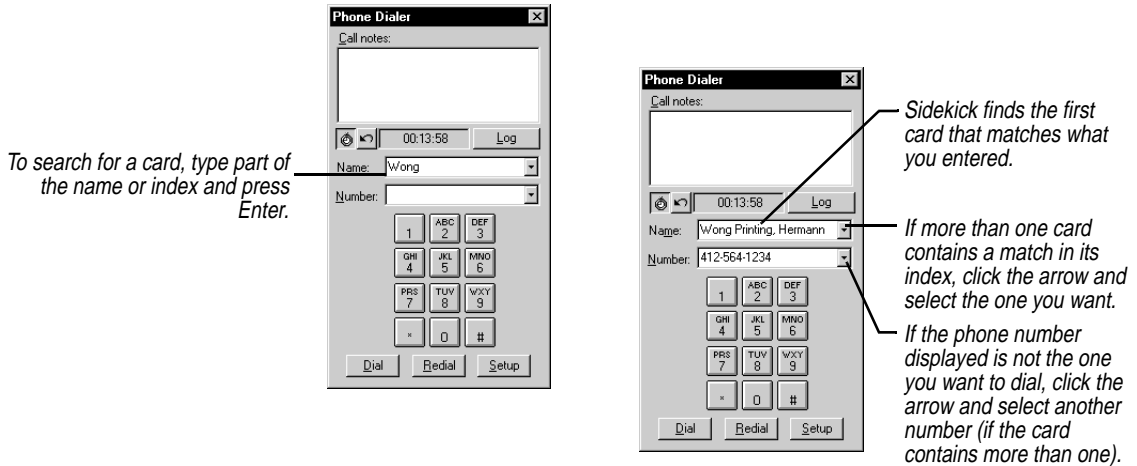 Phone Dialer
Call notes:
00:13:58 Log
To search for a card, type part of
the name or index and press
Enter.
Name: Wong
Number:
1 ABC 2 DEF 3
GHI 4 JKL 5 MNO 6
PRS 7 TUV 8 WXY 9
* 0 #
Dial Redial Setup
Phone Dialer
Call notes:
00:13:58 Log
Name: Wong Printing, Hermann
Number: 412-564-1234
1 ABC 2 DEF 3
GHI 4 JKL 5 MNO 6
PRS 7 TUV 8 WXY 9
* 0 #
Dial Redial Setup
Sidekick finds the first
card that matches what
you entered.
If more than one card
contains a match in its
index, click the arrow and
select the one you want.
If the phone number
displayed is not the one
you want to dial, click the
arrow and select another
number (if the card
contains more than one).